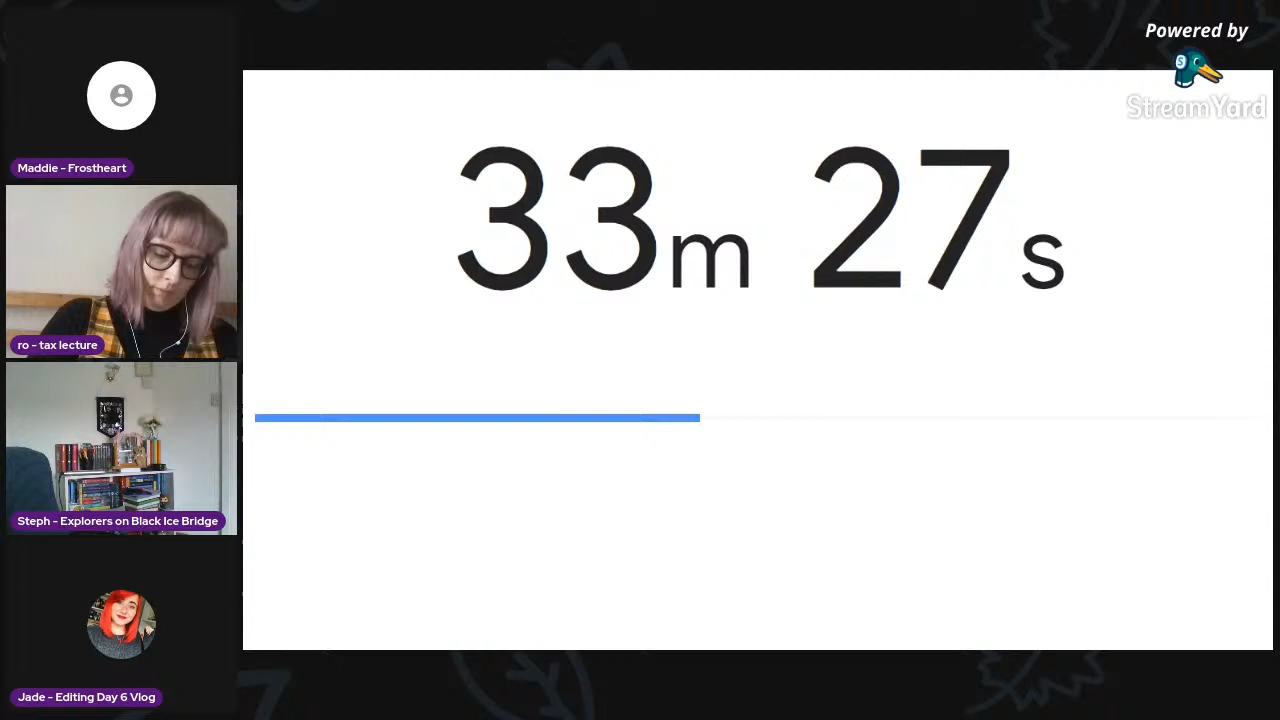 Powered by
StreamYard
33m 27s
Maddie - Frostheart
ro - tax lecture
Steph - Explorers on Black Ice Bridge
Jade - Editing Day 6 Vlog